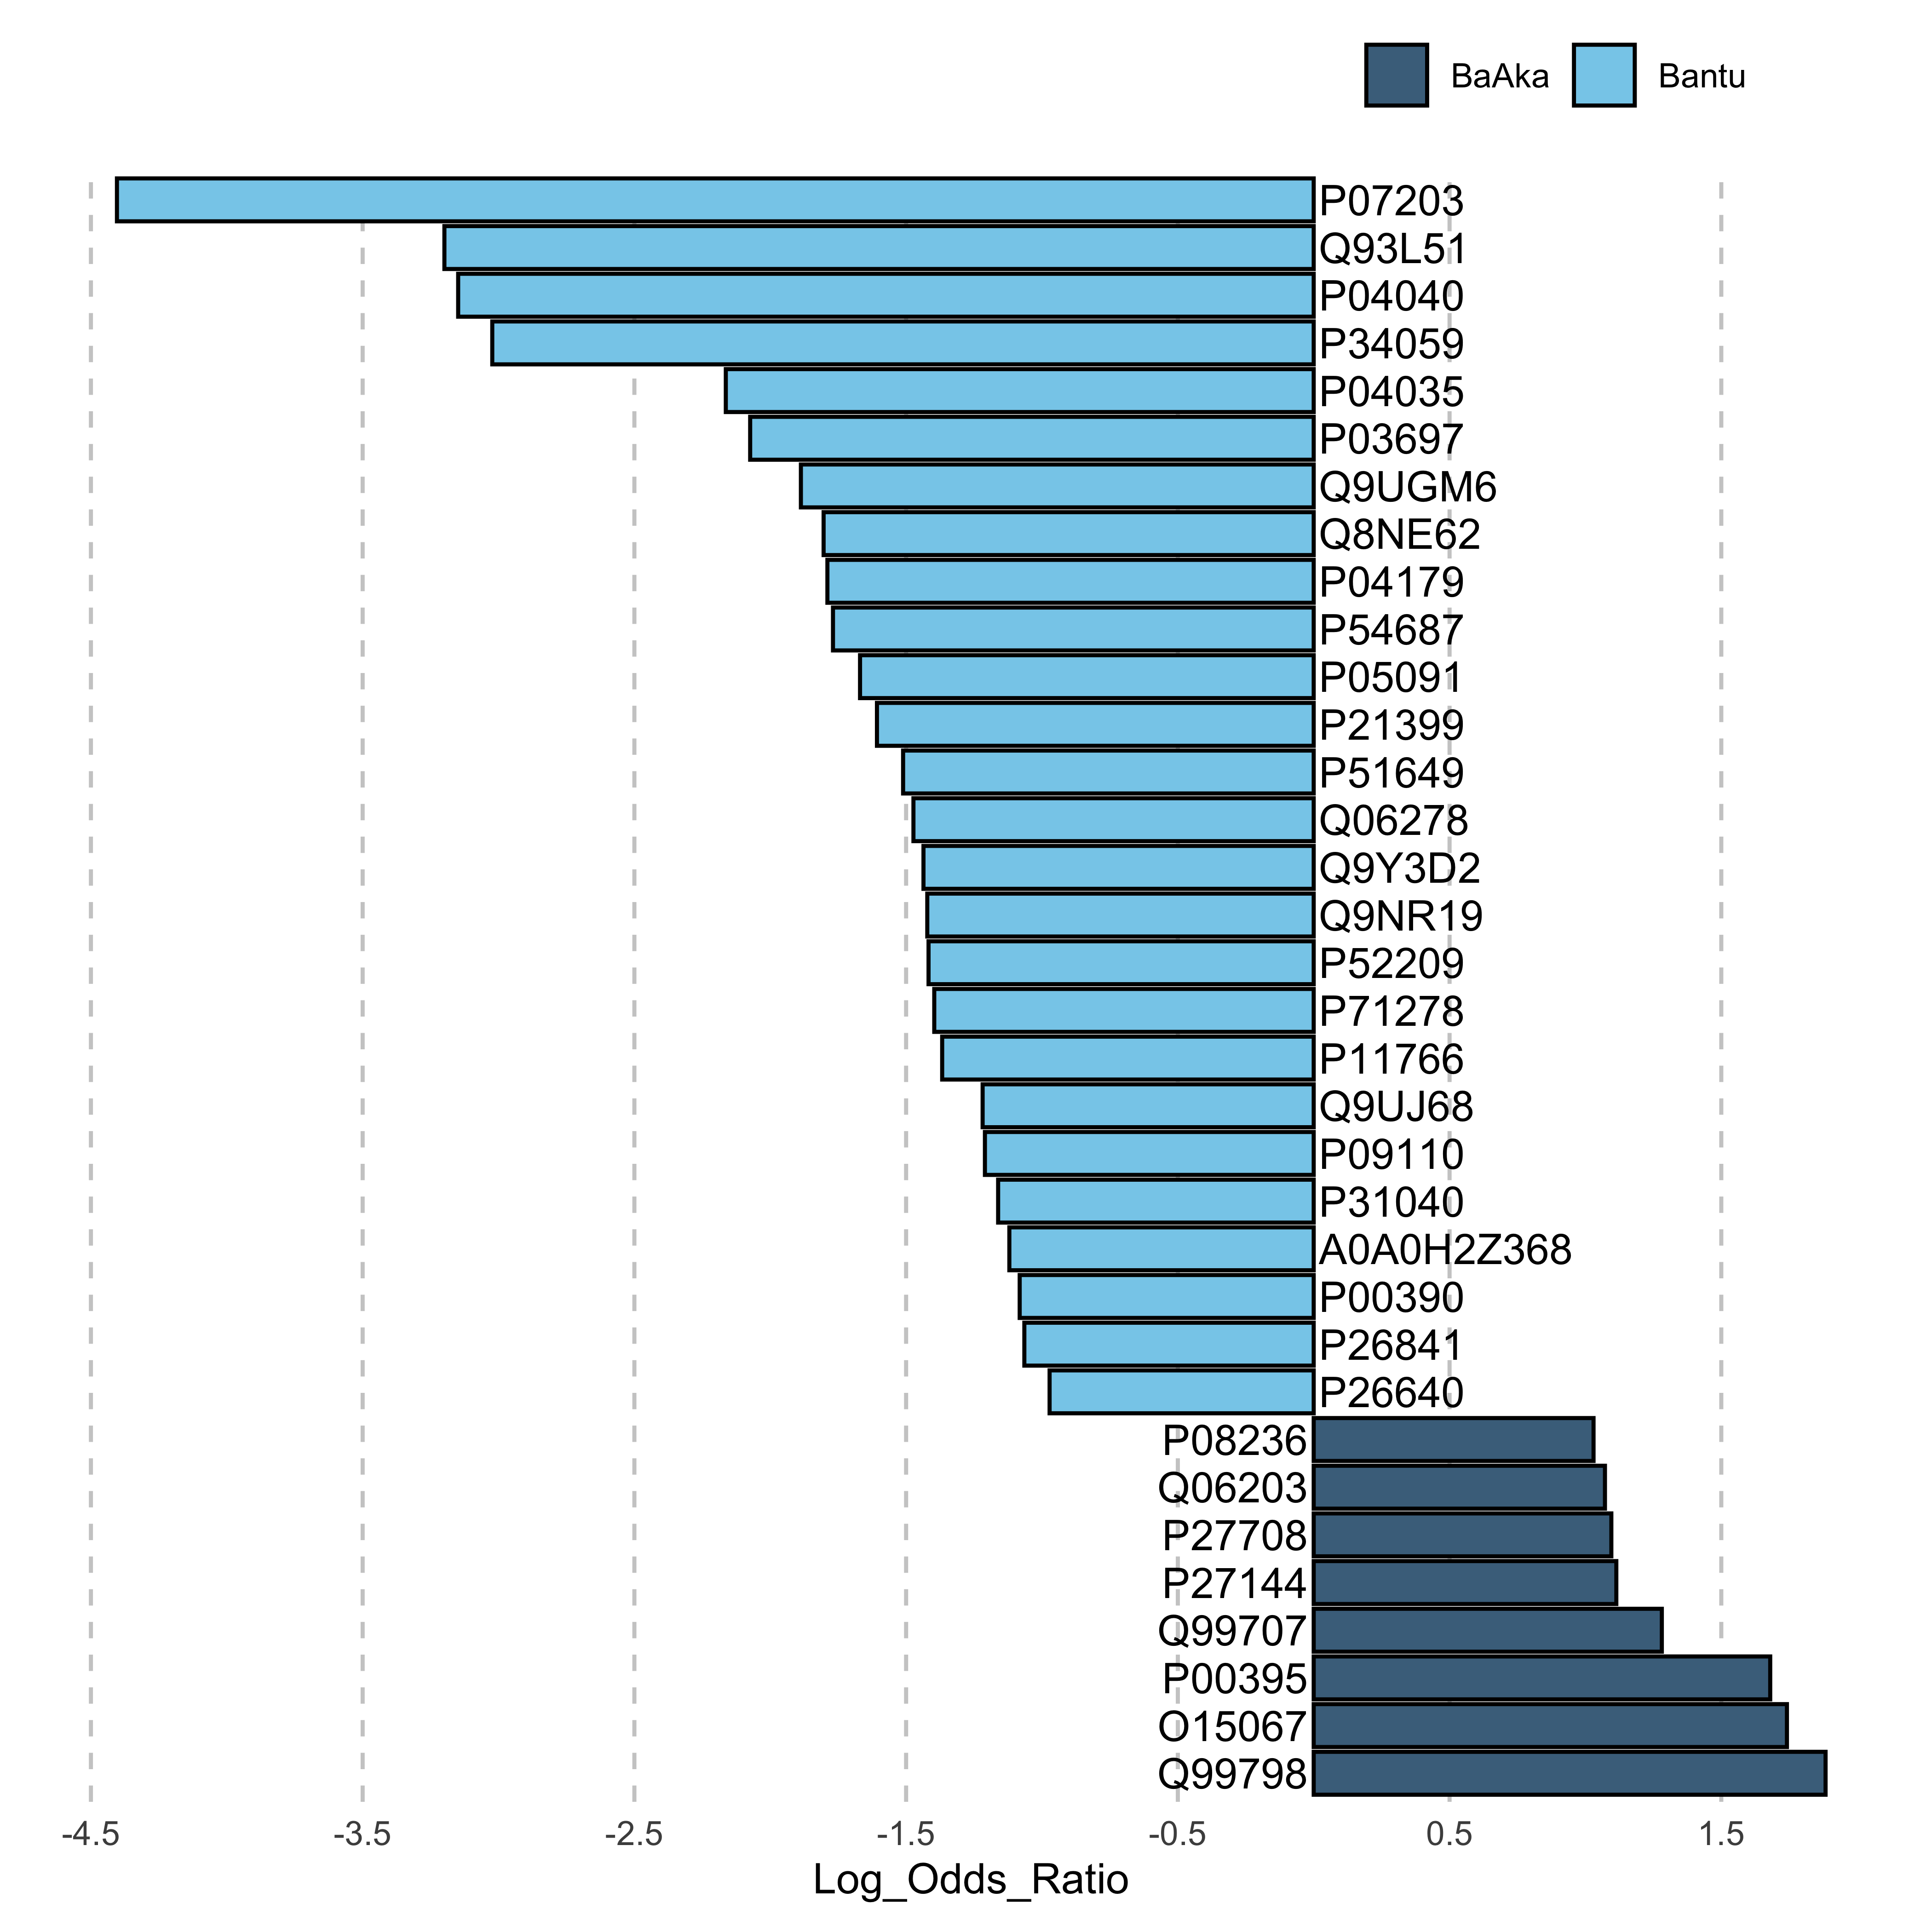 BaAka Bantu
P07203
Q93L51
P04040
P34059
P04035
P03697
Q9UGM6
Q8NE62
P04179
P54687
P05091
P21399
P51649
Q06278
Q9Y3D2
Q9NR19
P52209
P71278
P11766
Q9UJ68
P09110
P31040
A0A0H2Z368
P00390
P26841
P26640
P08236
Q06203
P27708
P27144
Q99707
P00395
O15067
Q99798
-4.5 -3.5 -2.5 -1.5 -0.5 0.5 1.5
Log_Odds_Ratio